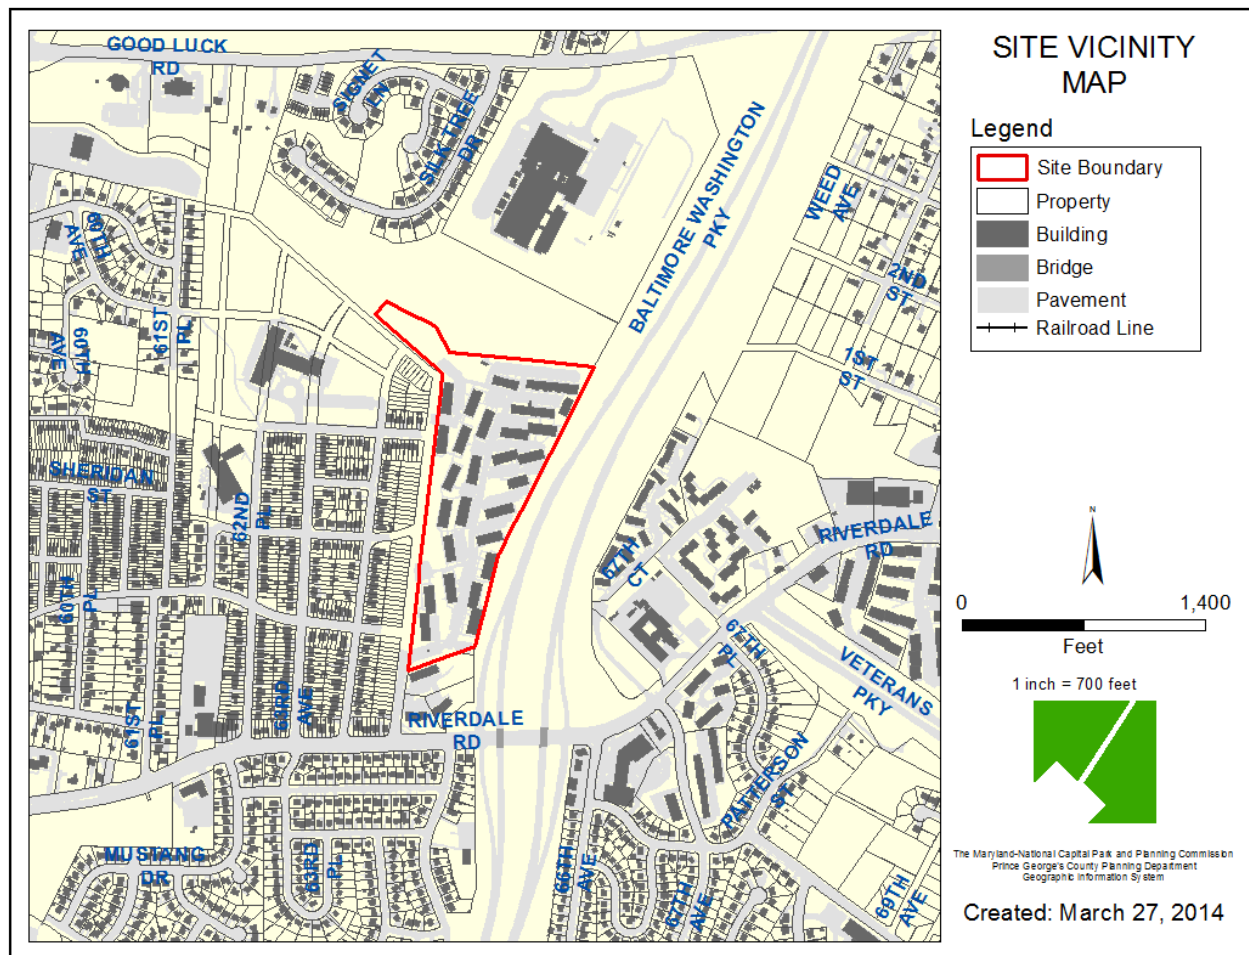 GOOD LUCK
RD
SIGNET
LN
SILK TREE
DR
BALTIMORE WASHINGTON
PKY
WEED
AVE
2ND
ST
1ST
ST
60TH
AVE
61ST
PL
60TH
AVE
SHERIDAN
ST
62ND
PL
60TH
PL
63RD
AVE
61ST
PL
67TH
CT
RIVERDALE
RD
67TH
PL
VETERANS
PKY
RIVERDALE
RD
PATTERSON
ST
MUSTANG
DR
63RD
PL
66TH
AVE
67TH
AVE
69TH
AVE
SITE VICINITY
MAP
Legend
Site Boundary
Property
Building
Bridge
Pavement
Railroad Line
N
0 1,400
Feet
1 inch = 700 feet
The Maryland-National Capital Park and Planning Commission
Prince George's County Planning Department
Geographic Information System
Created: March 27, 2014